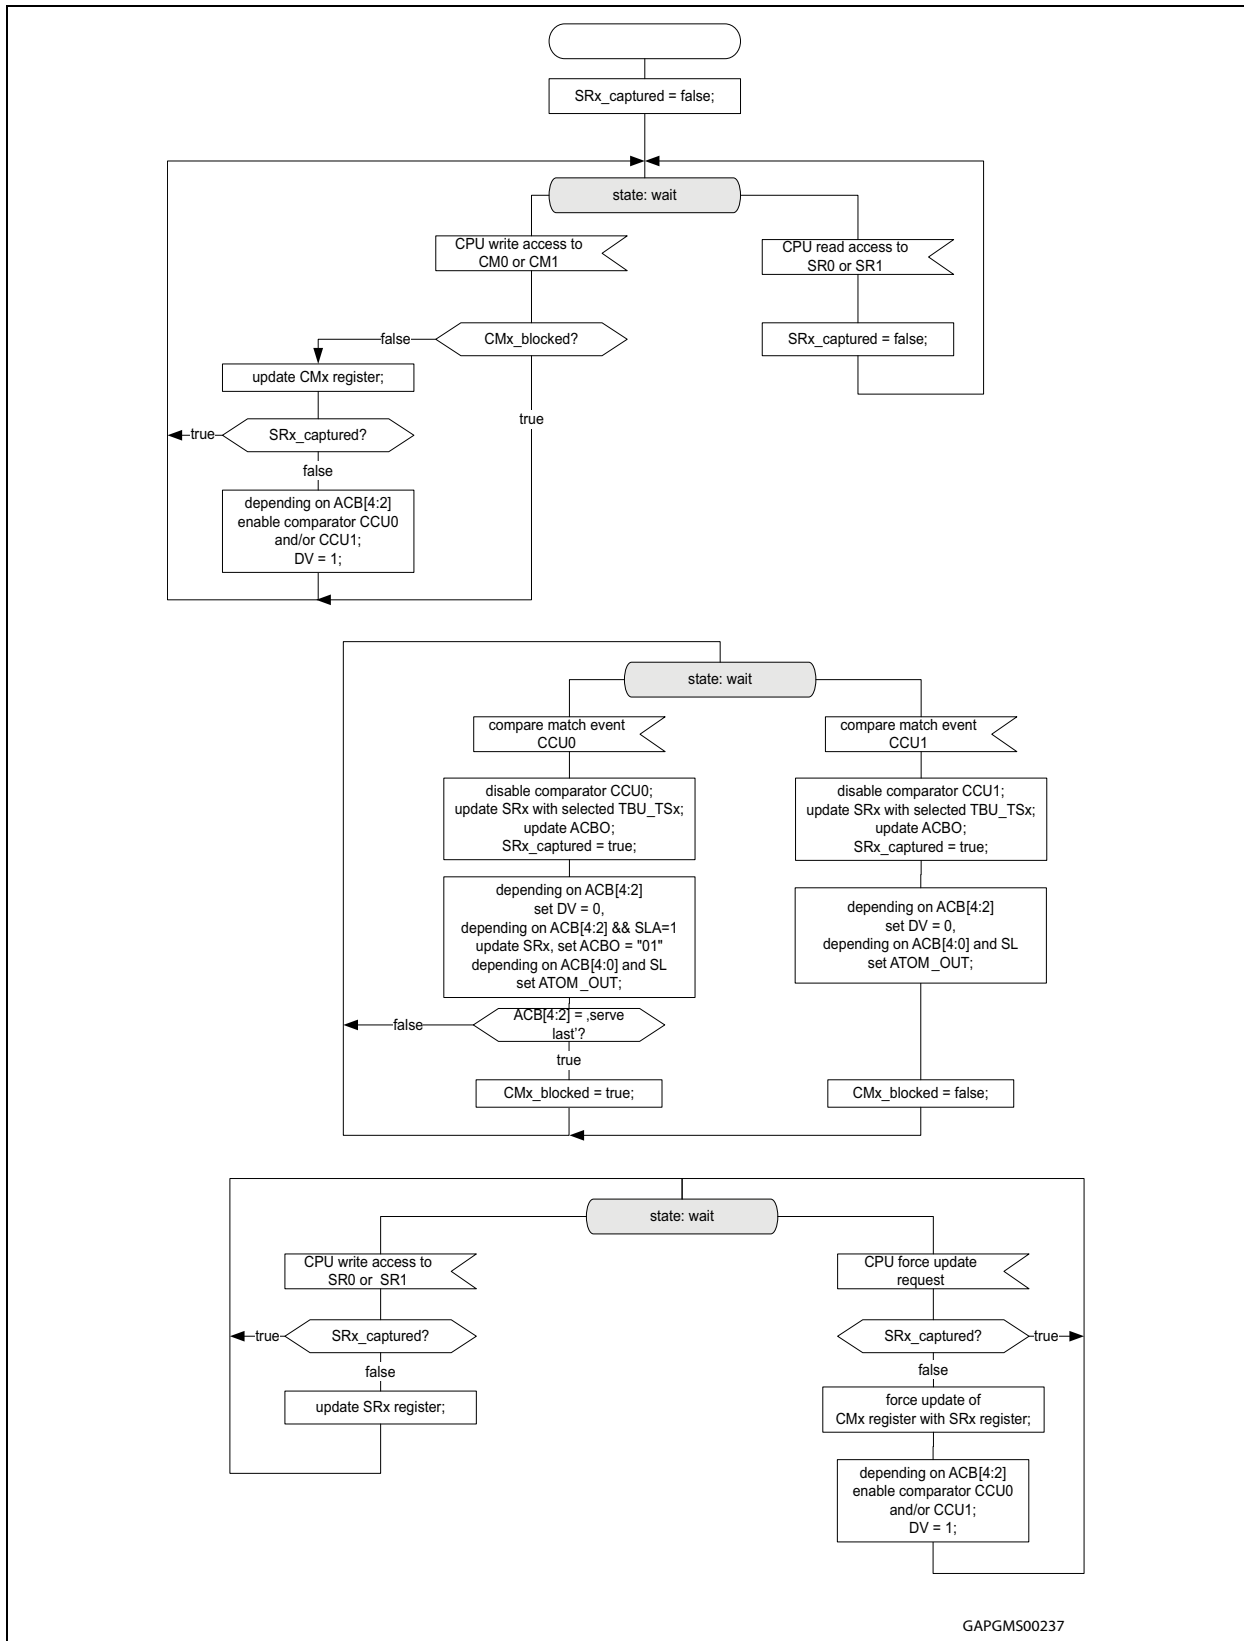 SRx_captured = false;
state: wait
CPU write access to
CM0 or CM1
CPU read access to
SR0 or SR1
false
CMx_blocked?
SRx_captured = false;
update CMx register;
true
true
SRx_captured?
false
depending on ACB[4:2]
enable comparator CCU0
and/or CCU1;
DV = 1;
state: wait
compare match event
CCU0
compare match event
CCU1
disable comparator CCU0;
update SRx with selected TBU_TSx;
update ACBO;
SRx_captured = true;
disable comparator CCU1;
update SRx with selected TBU_TSx;
update ACBO;
SRx_captured = true;
depending on ACB[4:2]
set DV = 0,
depending on ACB[4:2] && SLA=1
update SRx, set ACBO = "01"
depending on ACB[4:0] and SL
set ATOM_OUT;
depending on ACB[4:2]
set DV = 0,
depending on ACB[4:0] and SL
set ATOM_OUT;
false
ACB[4:2] = ‚serve
last’?
true
CMx_blocked = true;
CMx_blocked = false;
state: wait
CPU write access to
SR0 or SR1
CPU force update
request
true
SRx_captured?
SRx_captured?
true
false
false
update SRx register;
force update of
CMx register with SRx register;
depending on ACB[4:2]
enable comparator CCU0
and/or CCU1;
DV = 1;
GAPGMS00237